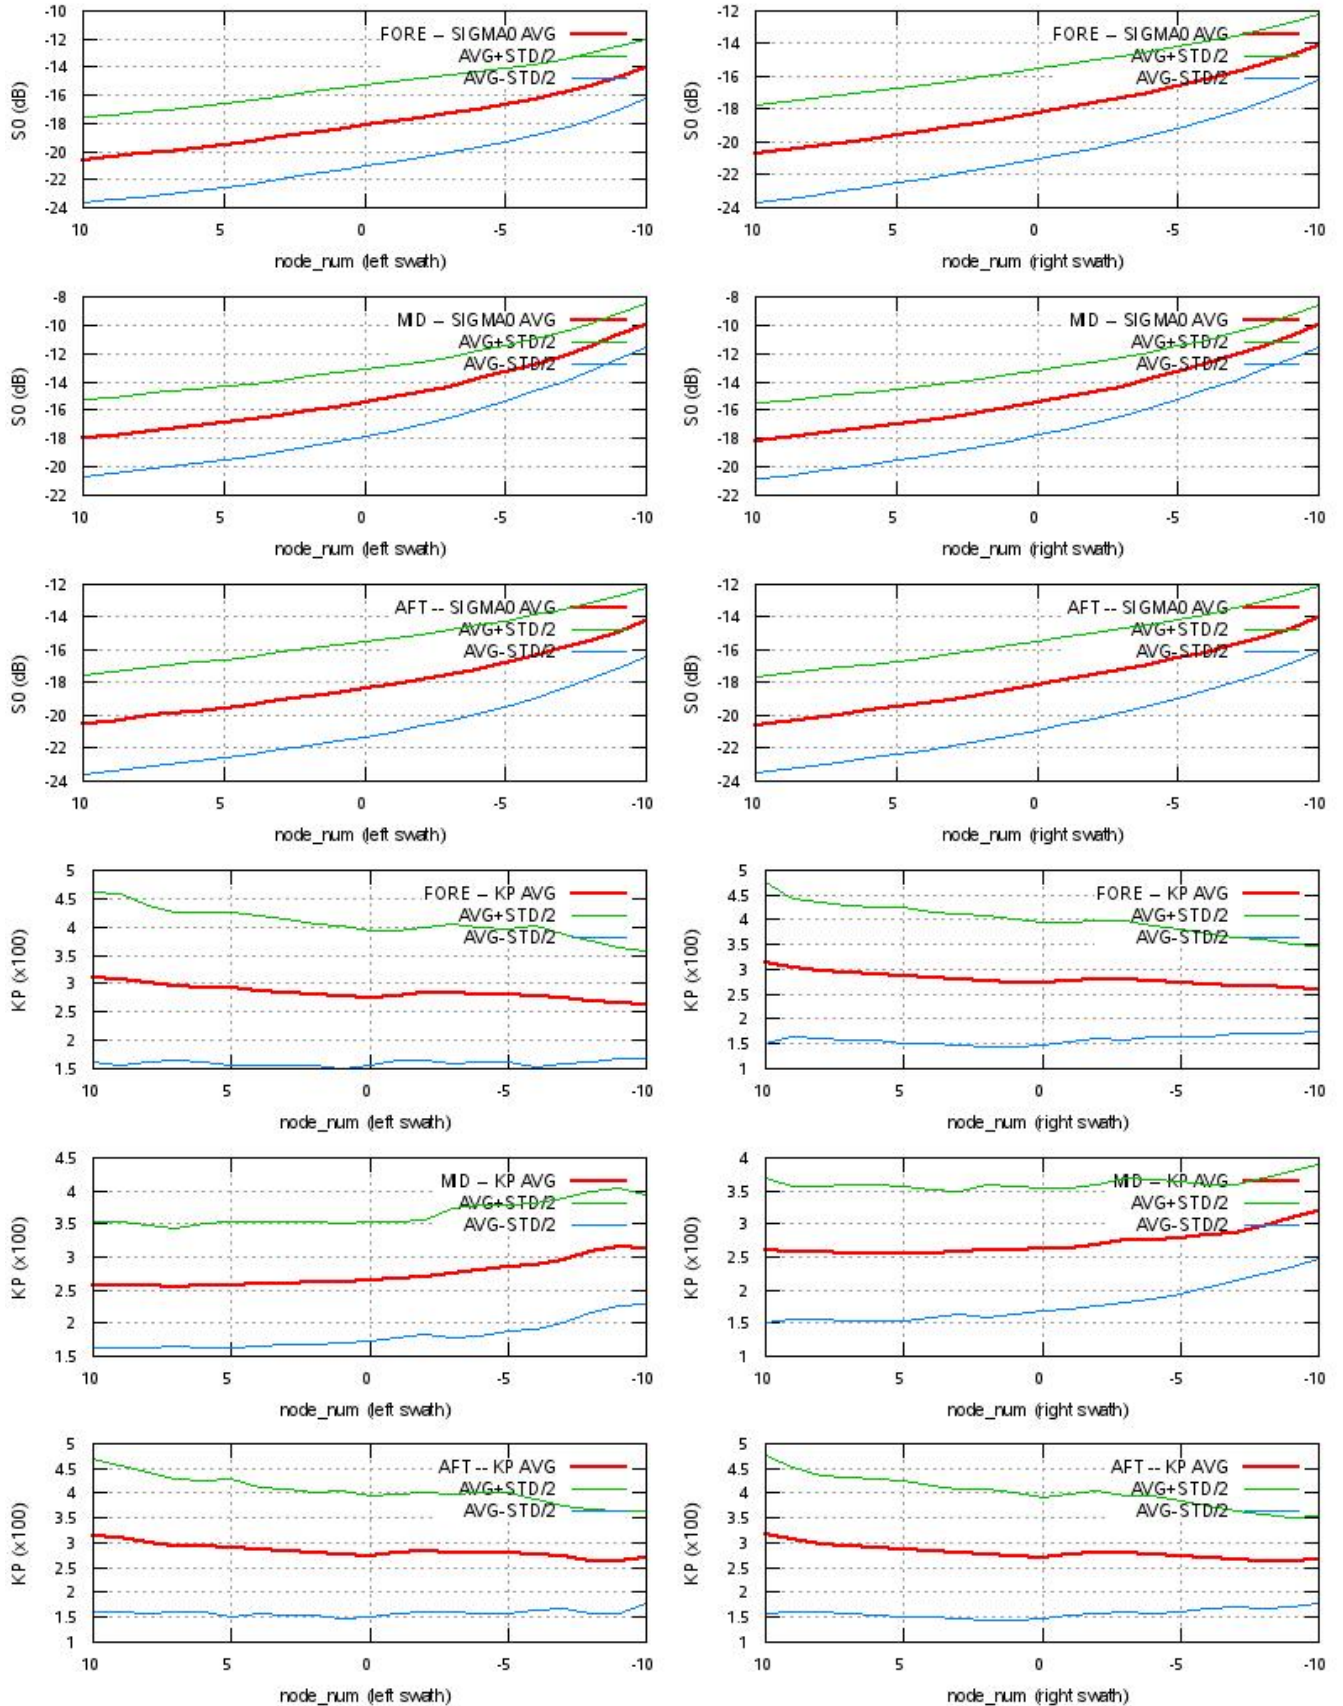 -10
-12
-14
-16
-18
-20
-22
-24
S0 (dB)
FORE – SIGMA0 AVG
AVG+STD/2
AVG-STD/2
10 5 0 -5 -10
node_num (left swath)
-12
-14
-16
-18
-20
-22
-24
S0 (dB)
FORE – SIGMA0 AVG
AVG+STD/2
AVG-STD/2
10 5 0 -5 -10
node_num (right swath)
-8
-10
-12
-14
-16
-18
-20
-22
S0 (dB)
MID – SIGMA0 AVG
AVG+STD/2
AVG-STD/2
10 5 0 -5 -10
node_num (left swath)
-8
-10
-12
-14
-16
-18
-20
-22
S0 (dB)
MID – SIGMA0 AVG
AVG+STD/2
AVG-STD/2
10 5 0 -5 -10
node_num (right swath)
-12
-14
-16
-18
-20
-22
-24
S0 (dB)
AFT -- SIGMA0 AVG
AVG+STD/2
AVG-STD/2
10 5 0 -5 -10
node_num (left swath)
-12
-14
-16
-18
-20
-22
-24
S0 (dB)
AFT -- SIGMA0 AVG
AVG+STD/2
AVG-STD/2
10 5 0 -5 -10
node_num (right swath)
5
4.5
4
3.5
3
2.5
2
1.5
KP (x100)
FORE – KP AVG
AVG+STD/2
AVG-STD/2
10 5 0 -5 -10
node_num (left swath)
5
4.5
4
3.5
3
2.5
2
1.5
1
KP (x100)
FORE – KP AVG
AVG+STD/2
AVG-STD/2
10 5 0 -5 -10
node_num (right swath)
4.5
4
3.5
3
2.5
2
1.5
KP (x100)
MID – KP AVG
AVG+STD/2
AVG-STD/2
10 5 0 -5 -10
node_num (left swath)
4
3.5
3
2.5
2
1.5
1
KP (x100)
MID – KP AVG
AVG+STD/2
AVG-STD/2
10 5 0 -5 -10
node_num (right swath)
5
4.5
4
3.5
3
2.5
2
1.5
1
KP (x100)
AFT -- KP AVG
AVG+STD/2
AVG-STD/2
10 5 0 -5 -10
node_num (left swath)
5
4.5
4
3.5
3
2.5
2
1.5
1
KP (x100)
AFT -- KP AVG
AVG+STD/2
AVG-STD/2
10 5 0 -5 -10
node_num (right swath)